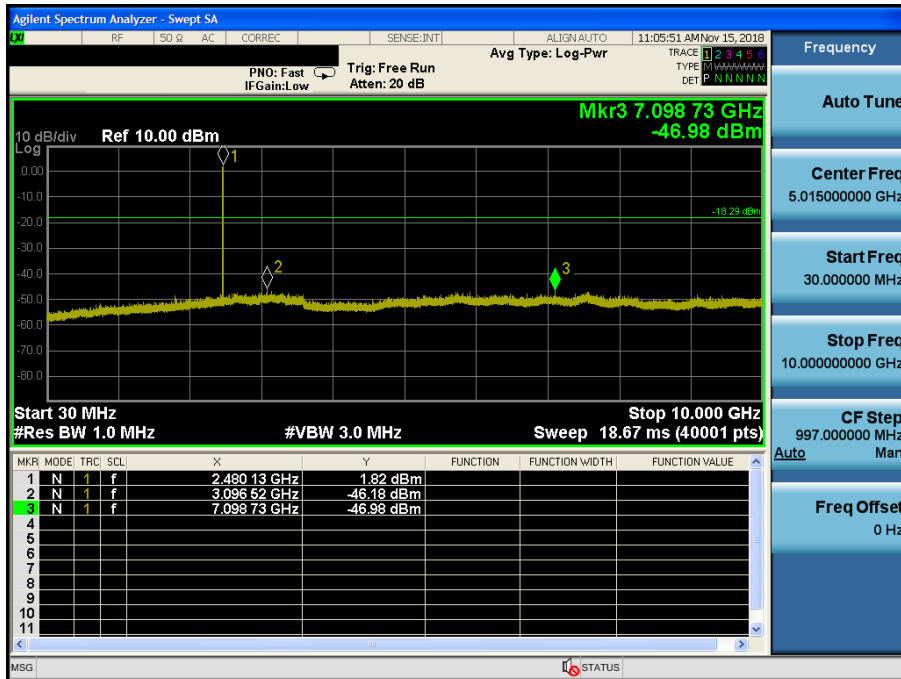 Agilent Spectrum Analyzer - Swept SA
LXI RF 50 Ω AC CORREC SENSE:INT ALIGN AUTO 11:05:51 AM Nov 15, 2018
Frequency
Avg Type: Log-Pwr
TRACE 1 2 3 4 5 6
PNO: Fast Trig: Free Run
TYPE M WWWWW
IFGain:Low Atten: 20 dB
DET P N N N N N
Auto Tune
Mkr3 7.098 73 GHz
-46.98 dBm
10 dB/div Ref 10.00 dBm
Log
1
0.00
Center Freq
5.015000000 GHz
-10.0
-18.29 dBm
-20.0
-30.0
Start Freq
30.000000 MHz
2
3
-40.0
-50.0
-60.0
Stop Freq
10.000000000 GHz
-70.0
-80.0
Start 30 MHz Stop 10.000 GHz
#Res BW 1.0 MHz #VBW 3.0 MHz Sweep 18.67 ms (40001 pts)
CF Step
997.000000 MHz
Auto Man
MKR MODE TRC SCL X Y FUNCTION FUNCTION WIDTH FUNCTION VALUE
1 N 1 f 2.480 13 GHz 1.82 dBm
2 N 1 f 3.096 52 GHz -46.18 dBm
3 N 1 f 7.098 73 GHz -46.98 dBm
4
5
6
7
8
9
10
11
Freq Offset
0 Hz
MSG STATUS